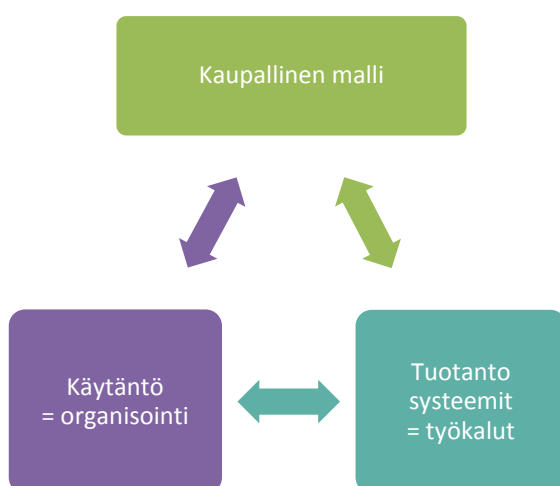 Kaupallinen malli
Käytäntö
= organisointi
Tuotanto
systeemit
= työkalut